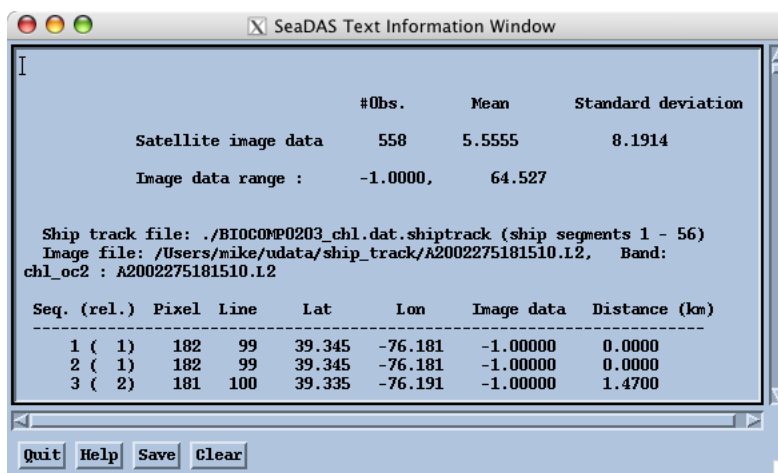 X SeaDAS Text Information Window
#Obs. Mean Standard deviation
Satellite image data 558 5.5555 8.1914
Image data range : -1.0000, 64.527
Ship track file: ./BIOCOMP0203_chl.dat.shiptrack (ship segments 1 - 56)
Image file: /Users/mike/udata/ship_track/A2002275181510.L2, Band:
chl_oc2 : A2002275181510.L2
Seq. (rel.) Pixel Line Lat Lon Image data Distance (km)
--------------------------------------------------------------------------
1 ( 1) 182 99 39.345 -76.181 -1.00000 0.0000
2 ( 1) 182 99 39.345 -76.181 -1.00000 0.0000
3 ( 2) 181 100 39.335 -76.191 -1.00000 1.4700
Quit Help Save Clear